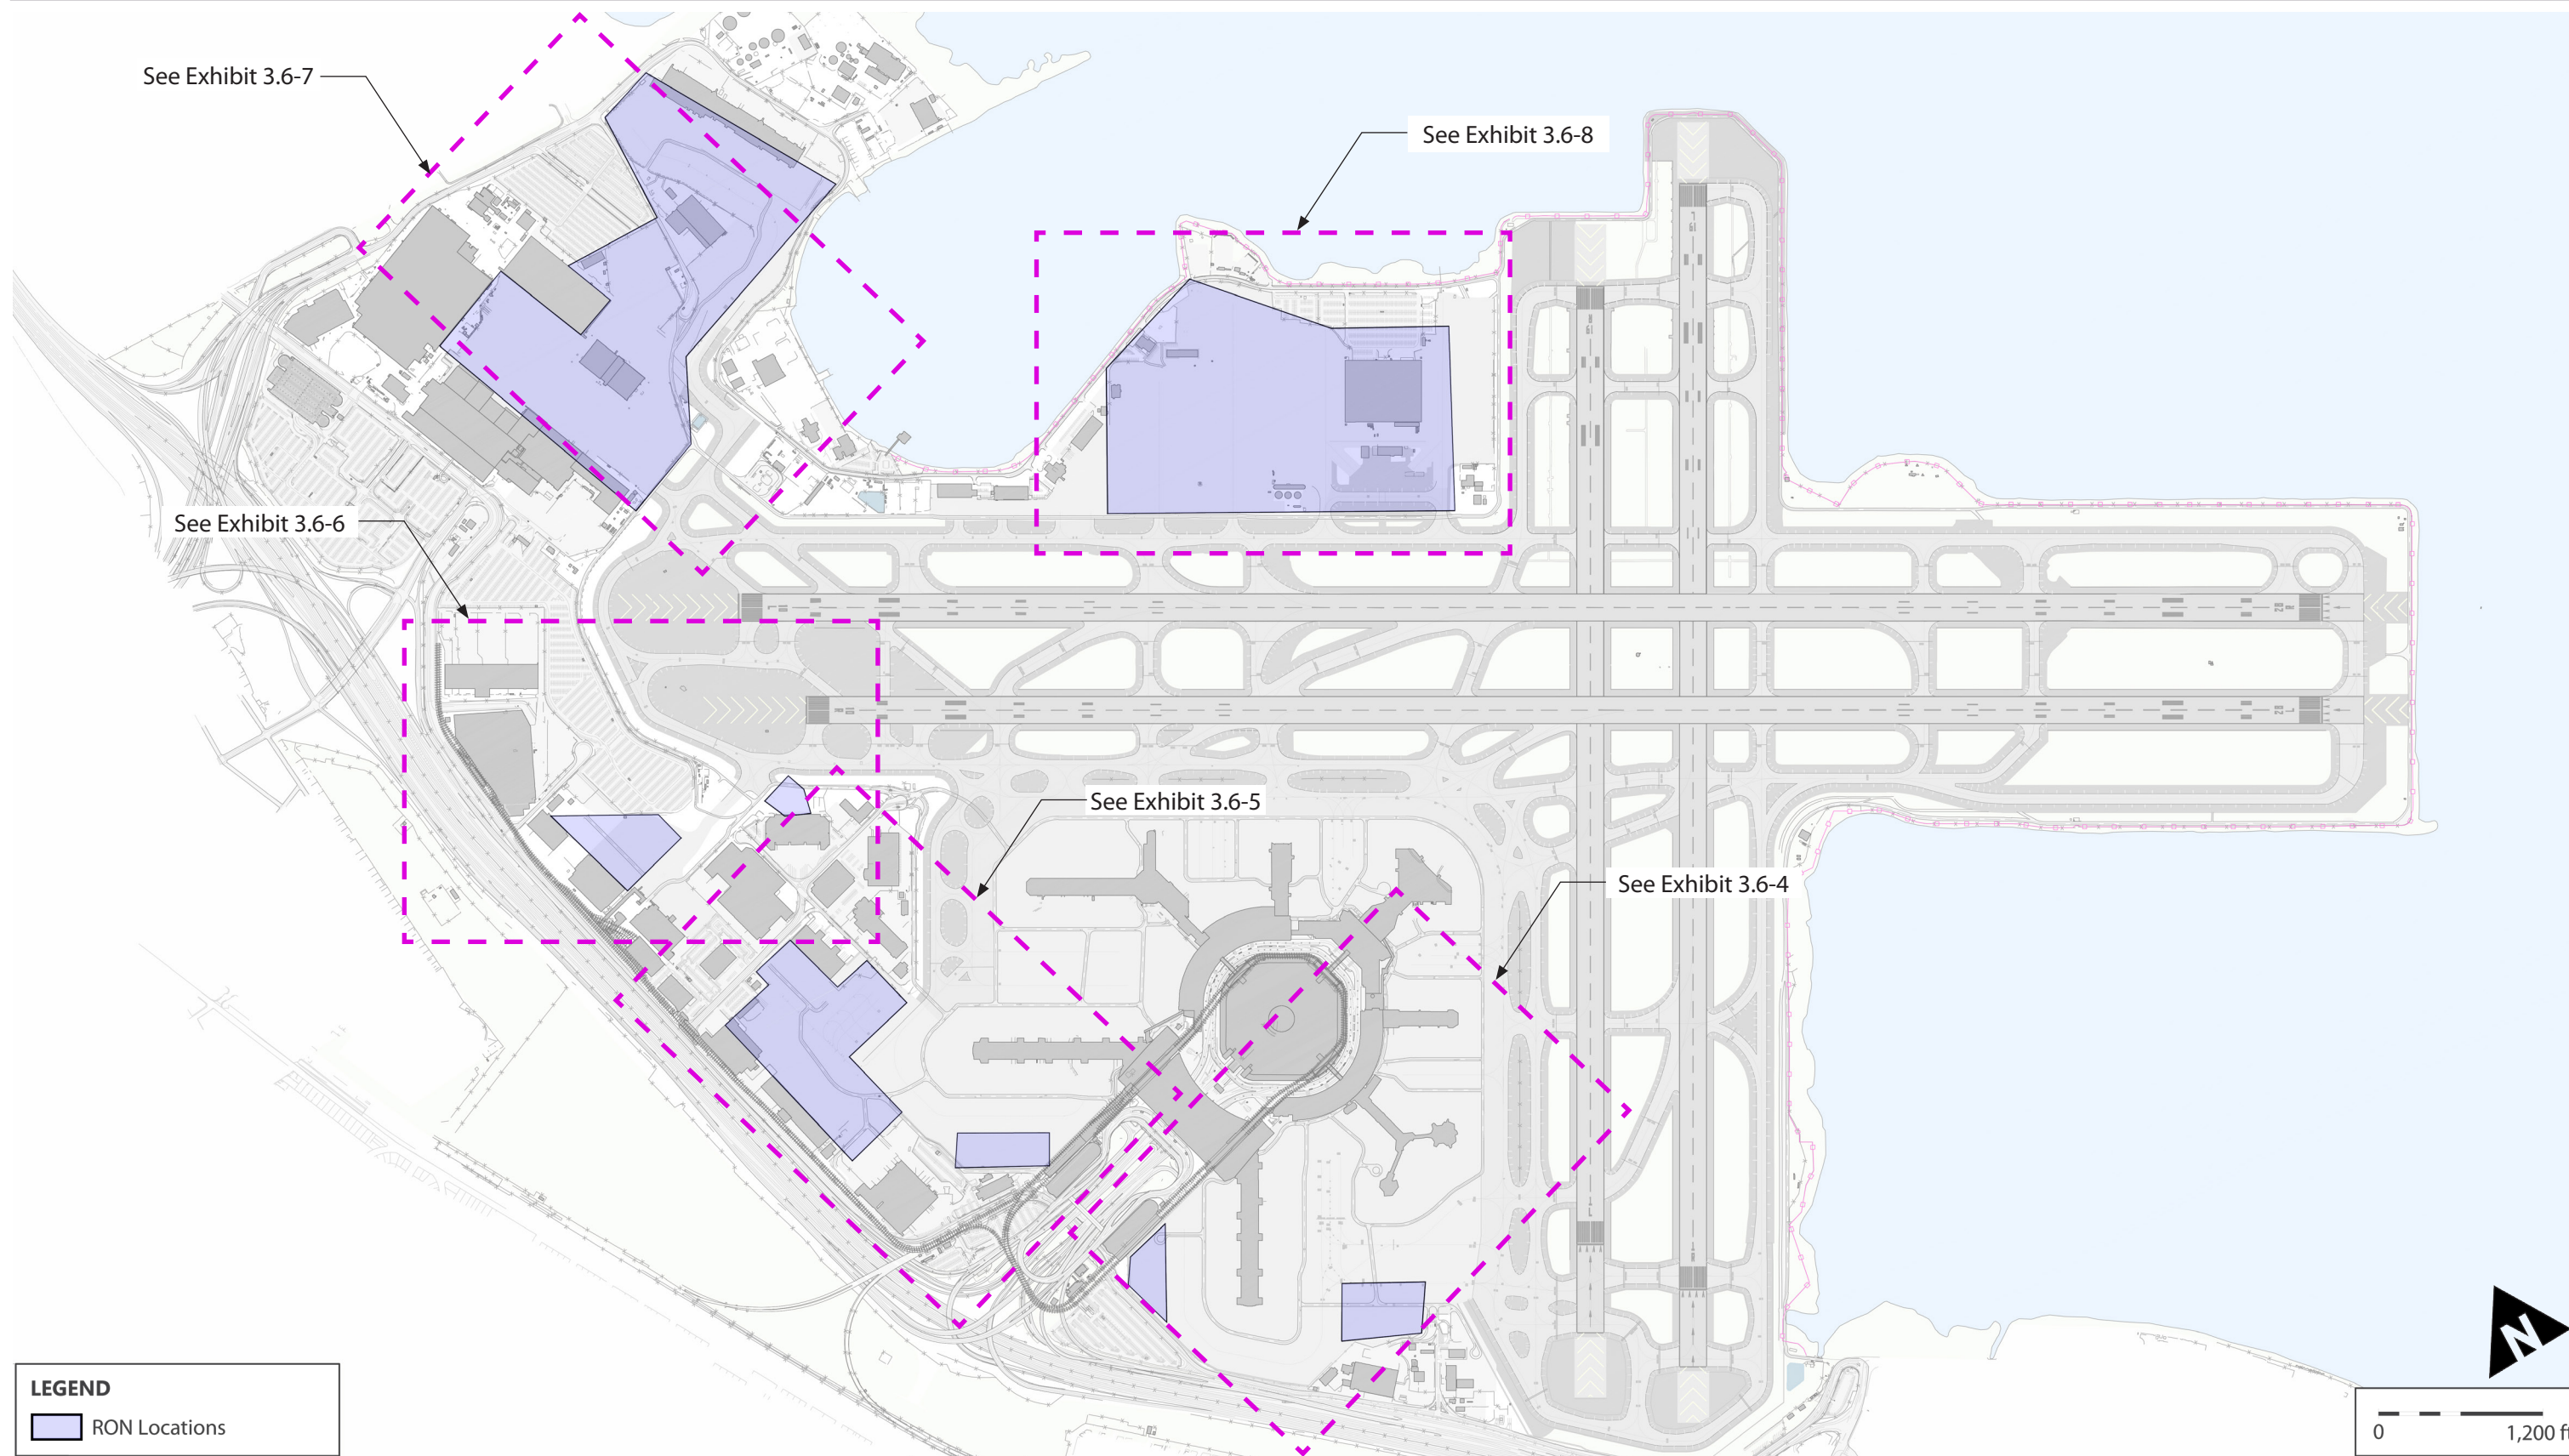 See Exhibit 3.6-7
See Exhibit 3.6-8
See Exhibit 3.6-6
See Exhibit 3.6-5
See Exhibit 3.6-4
LEGEND
RON Locations
N
0 1,200 ft